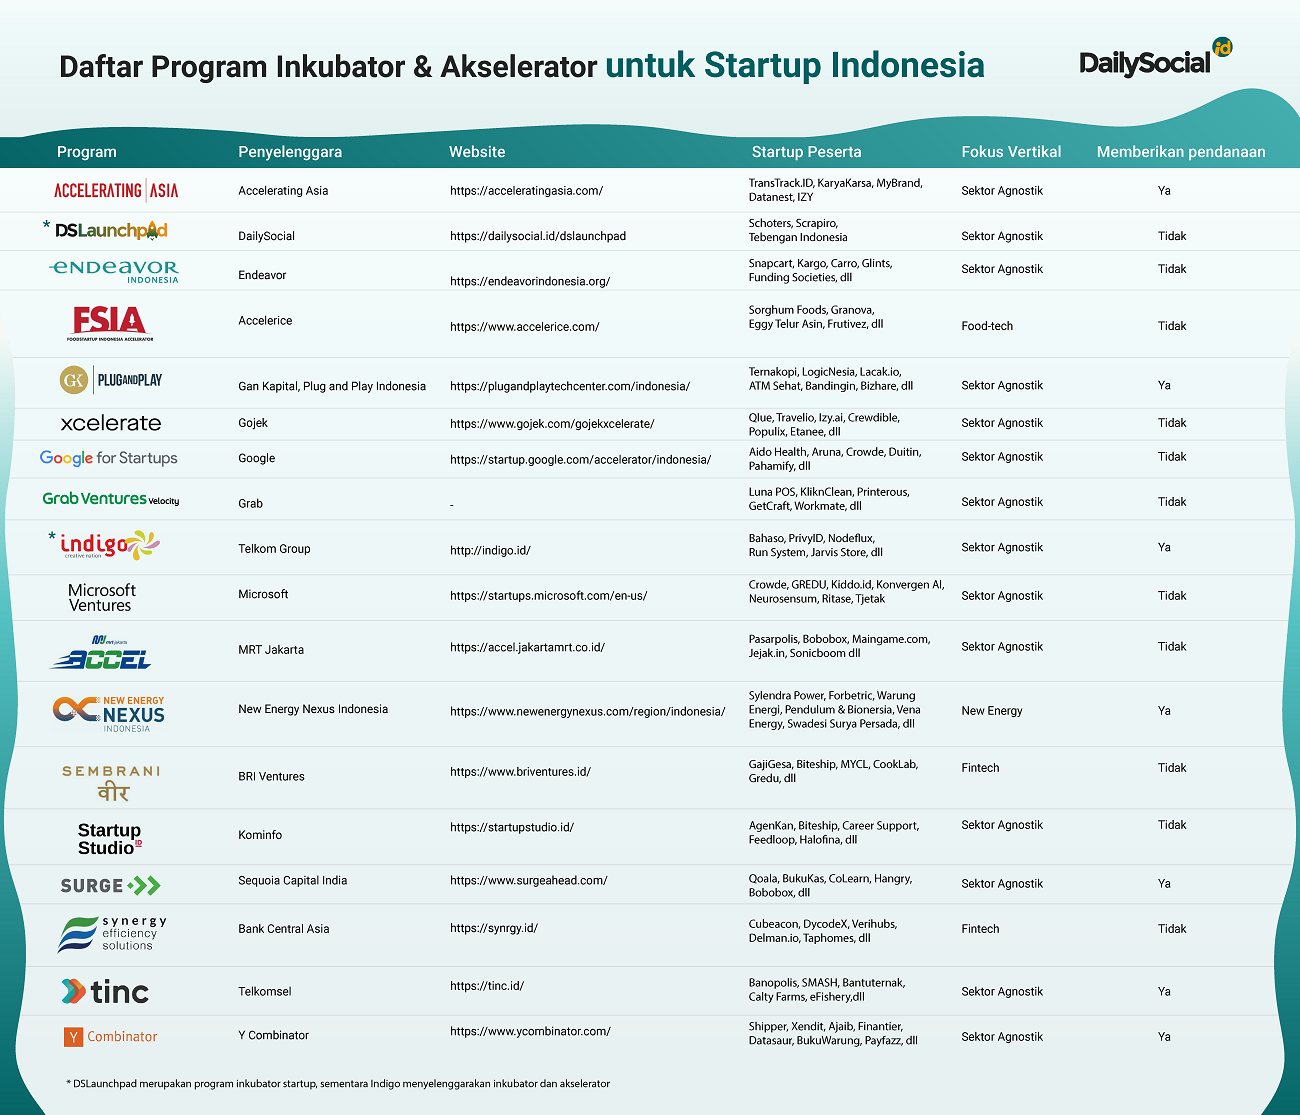 Daftar Program Inkubator & Akselerator untuk Startup Indonesia
DailySocial id
Program Penyelenggara Website Startup Peserta Fokus Vertikal Memberikan pendanaan
ACCELERATING ASIA
Accelerating Asia
https://acceleratingasia.com/
TransTrack.ID, KaryaKarsa, MyBrand,
Datanest, IZY
Sektor Agnostik
Ya
* DSLaunchpad
DailySocial
https://dailysocial.id/dslaunchpad
Schoters, Scrapiro,
Tebengan Indonesia
Sektor Agnostik
Tidak
ENDEAVOR
INDONESIA
Endeavor
https://endeavorindonesia.org/
Snapcart, Kargo, Carro, Glints,
Funding Societies, dll
Sektor Agnostik
Tidak
FSIA
FOODSTARTUP INDONESIA ACCELERATOR
Accelerice
https://www.accelerice.com/
Sorghum Foods, Granova,
Eggy Telur Asin, Frutivez, dll
Food-tech
Tidak
GK PLUGANDPLAY
Gan Kapital, Plug and Play Indonesia
https://plugandplaytechcenter.com/indonesia/
Ternakopi, LogicNesia, Lacak.io,
ATM Sehat, Bandingin, Bizhare, dll
Sektor Agnostik
Ya
xcelerate
Gojek
https://www.gojek.com/gojekxcelerate/
Qlue, Travelio, Izy.ai, Crewdible,
Populix, Etanee, dll
Sektor Agnostik
Tidak
Google for Startups
Google
https://startup.google.com/accelerator/indonesia/
Aido Health, Aruna, Crowde, Duitin,
Pahamify, dll
Sektor Agnostik
Tidak
Grab Ventures Velocity
Grab
-
Luna POS, KliknClean, Printerous,
GetCraft, Workmate, dll
Sektor Agnostik
Tidak
* indigo
creative nation
Telkom Group
http://indigo.id/
Bahaso, PrivyID, Nodeflux,
Run System, Jarvis Store, dll
Sektor Agnostik
Ya
Microsoft
Ventures
Microsoft
https://startups.microsoft.com/en-us/
Crowde, GREDU, Kiddo.id, Konvergen AI,
Neurosensum, Ritase, Tjetak
Sektor Agnostik
Tidak
mrt jakarta
ACCEL
MRT Jakarta
https://accel.jakartamrt.co.id/
Pasarpolis, Bobobox, Maingame.com,
Jejak.in, Sonicboom dll
Sektor Agnostik
Tidak
NEW ENERGY
NEXUS
INDONESIA
New Energy Nexus Indonesia
https://www.newenergynexus.com/region/indonesia/
Sylendra Power, Forbetric, Warung
Energi, Pendulum & Bionersia, Vena
Energy, Swadesi Surya Persada, dll
New Energy
Ya
SEMBRANI
वीर
BRI Ventures
https://www.briventures.id/
GajiGesa, Biteship, MYCL, CookLab,
Gredu, dll
Fintech
Tidak
Startup
Studio ID
Kominfo
https://startupstudio.id/
AgenKan, Biteship, Career Support,
Feedloop, Halofina, dll
Sektor Agnostik
Tidak
SURGE
Sequoia Capital India
https://www.surgeahead.com/
Qoala, BukuKas, CoLearn, Hangry,
Bobobox, dll
Sektor Agnostik
Ya
synergy
efficiency
solutions
Bank Central Asia
https://synrgy.id/
Cubeacon, DycodeX, Verihubs,
Delman.io, Taphomes, dll
Fintech
Tidak
tinc
Telkomsel
https://tinc.id/
Banopolis, SMASH, Bantuternak,
Calty Farms, eFishery,dll
Sektor Agnostik
Ya
Y Combinator
Y Combinator
https://www.ycombinator.com/
Shipper, Xendit, Ajaib, Finantier,
Datasaur, BukuWarung, Payfazz, dll
Sektor Agnostik
Ya
* DSLaunchpad merupakan program inkubator startup, sementara Indigo menyelenggarakan inkubator dan akselerator